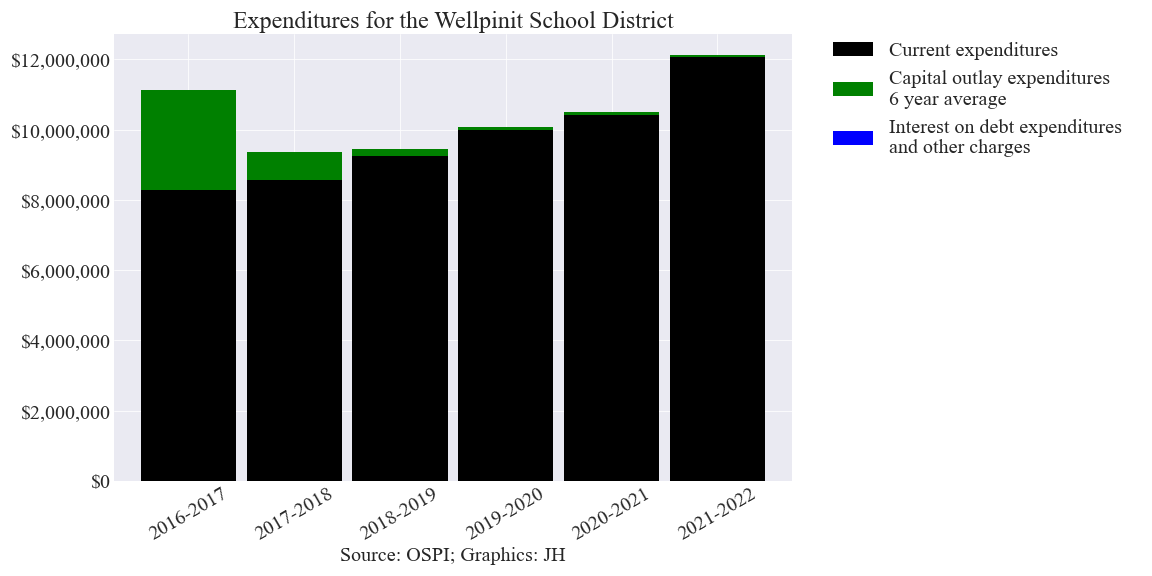 Expenditures for the Wellpinit School District
$12,000,000
$10,000,000
$8,000,000
$6,000,000
$4,000,000
$2,000,000
$0
2016-2017
2017-2018
2018-2019
2019-2020
2020-2021
2021-2022
Source: OSPI; Graphics: JH
Current expenditures
Capital outlay expenditures
6 year average
Interest on debt expenditures
and other charges